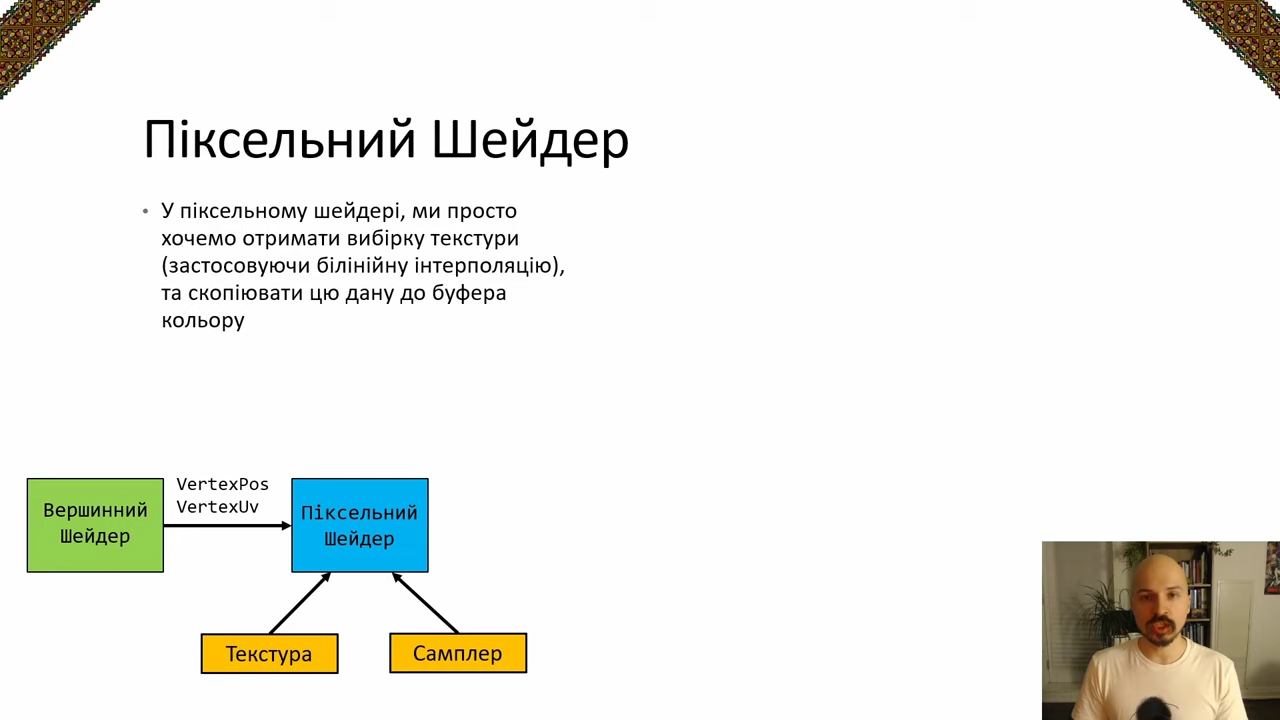 Піксельний Шейдер
• У піксельному шейдері, ми просто
хочемо отримати вибірку текстури
(застосовуючи білінійну інтерполяцію),
та скопіювати цю дану до буфера
кольору
VertexPos
VertexUv
Вершинний
Шейдер
Піксельний
Шейдер
Текстура
Самплер